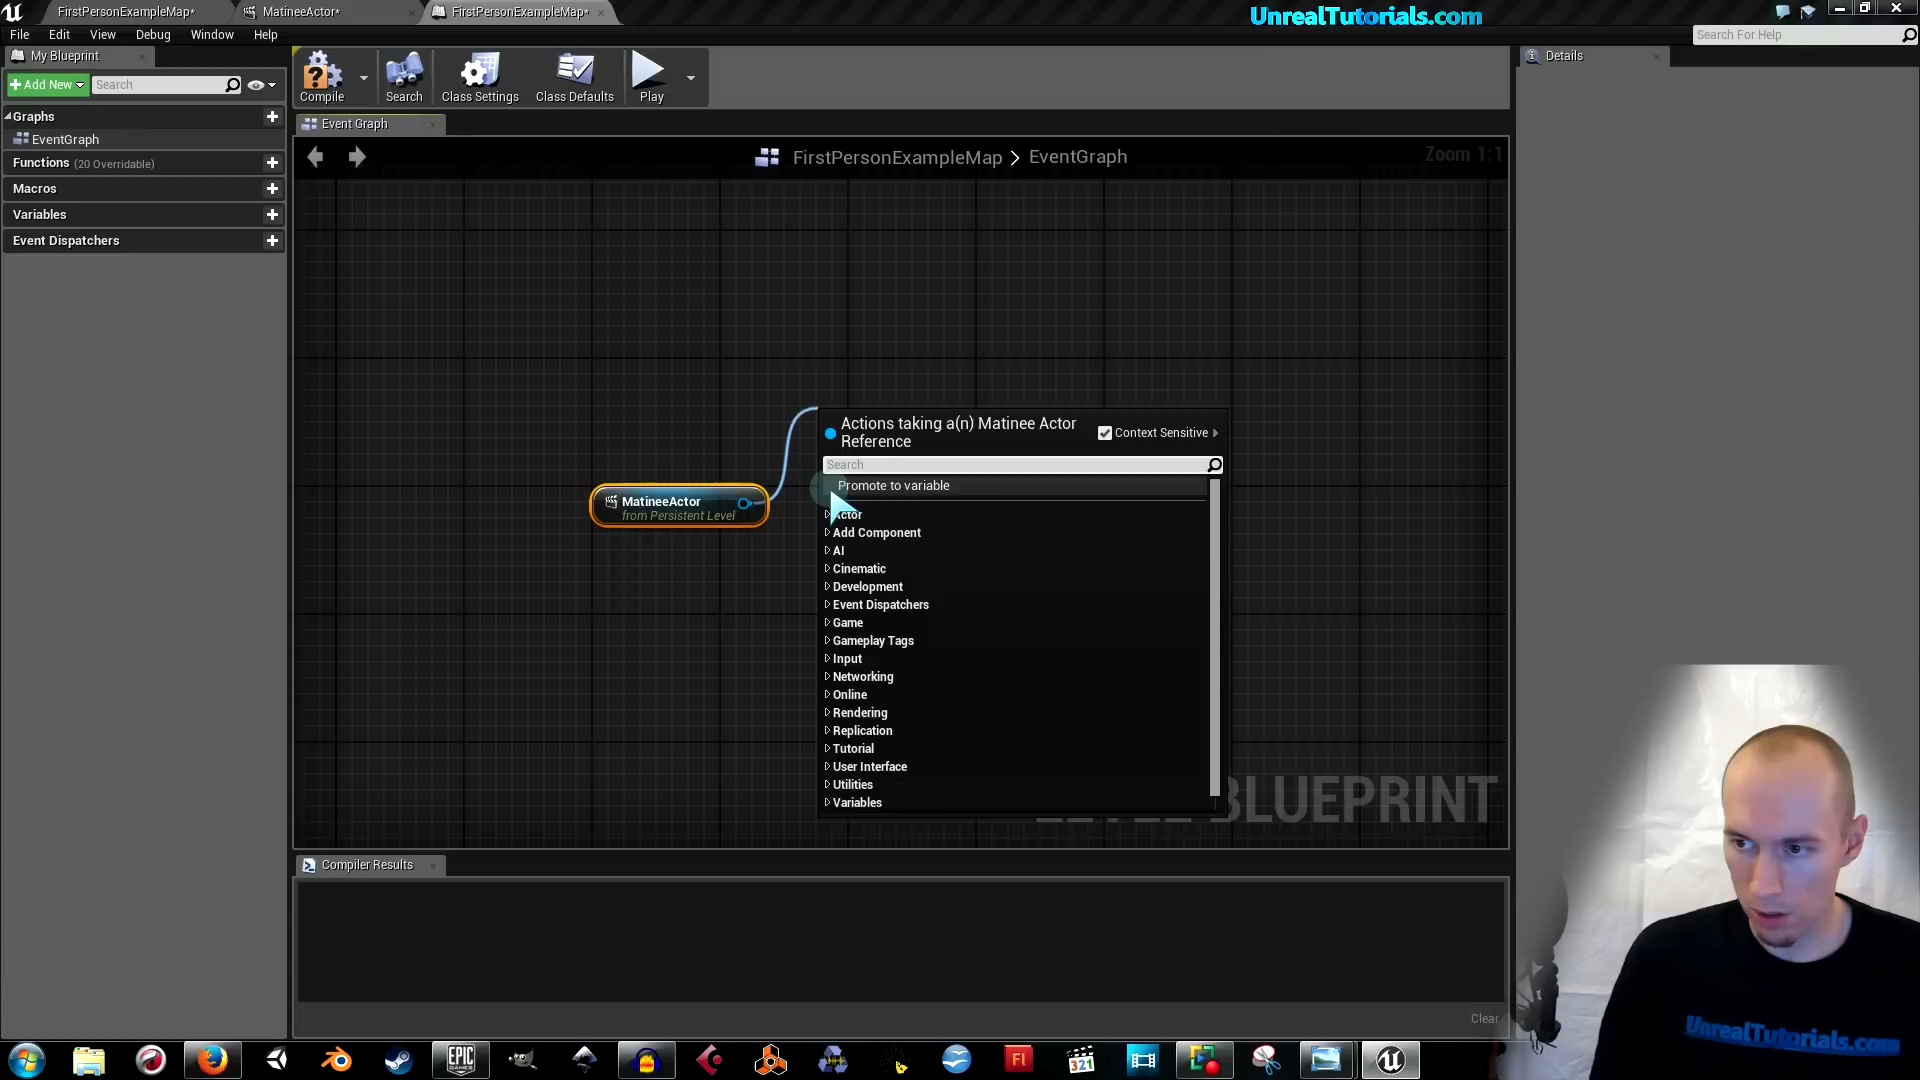 FirstPersonExampleMap*
MatineeActor*
FirstPersonExampleMap*
UnrealTutorials.com
File
Edit
View
Debug
Window
Help
Search For Help
My Blueprint
Add New
Search
Graphs
EventGraph
Functions (20 Overridable)
Macros
Variables
Event Dispatchers
Compile
Search
Class Settings
Class Defaults
Play
Details
Event Graph
FirstPersonExampleMap > EventGraph
Zoom 1:1
MatineeActor
from Persistent Level
Actions taking a(n) Matinee Actor
Reference
Context Sensitive
Search
Promote to variable
Actor
Add Component
AI
Cinematic
Development
Event Dispatchers
Game
Gameplay Tags
Input
Networking
Online
Rendering
Replication
Tutorial
User Interface
Utilities
Variables
BLUEPRINT
Compiler Results
Clear
UnrealTutorials.com
EPIC
GAMES
Fl
321